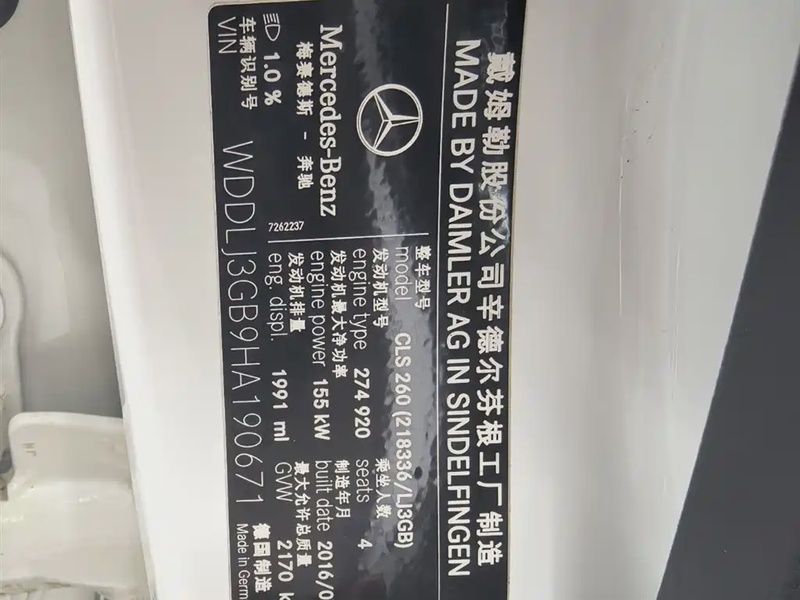 戴姆勒股份公司辛德尔芬根工厂制造
MADE BY DAIMLER AG IN SINDELFINGEN
Mercedes-Benz
梅赛德斯 - 奔驰
7262237
1.0 %
整车型号
model CLS 260 (218336/LJ3GB)
发动机型号 乘坐人数
engine type 274 920 seats 4
发动机最大净功率 制造年月
engine power 155 kW built date 2016/0
发动机排量 最大允许总质量
eng. displ. 1991 ml GVW 2170 k
车辆识别号
VIN WDDLJ3GB9HA190671
德国制造
Made in Germ